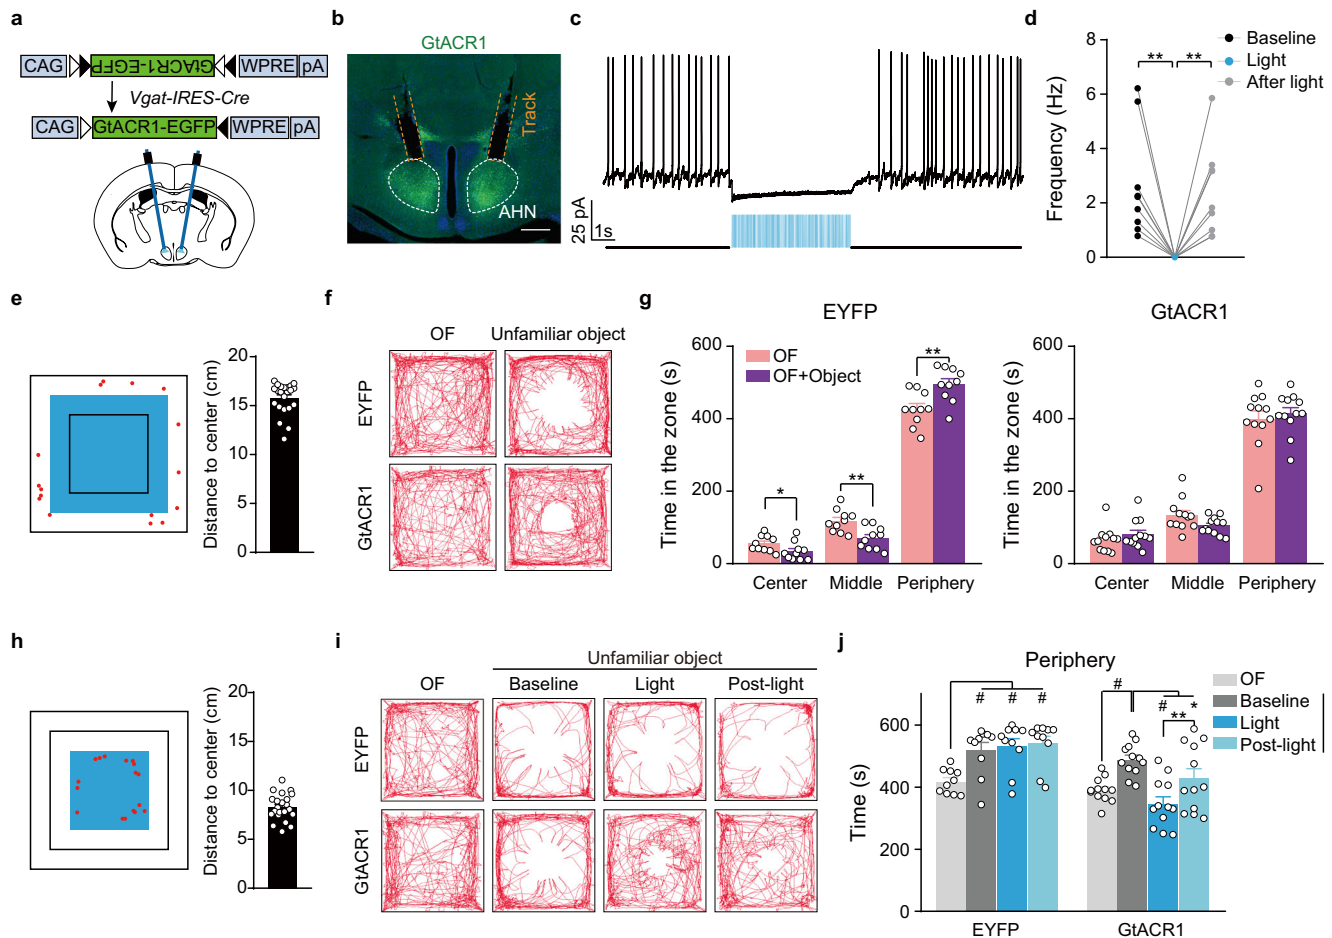 a
CAG GtACR1-EGFP WPRE pA
Vgat-IRES-Cre
CAG GtACR1-EGFP WPRE pA
b
GtACR1
Track
AHN
c
25 pA
1s
d
Baseline
Light
After light
** **
Frequency (Hz)
8
6
4
2
0
e
Distance to center (cm)
20
15
10
5
0
f
OF Unfamiliar object
EYFP
GtACR1
g
EYFP
OF
OF+Object
Time in the zone (s)
600
400
200
0
* ** **
Center Middle Periphery
GtACR1
Time in the zone (s)
600
400
200
0
Center Middle Periphery
h
Distance to center (cm)
20
15
10
5
0
i
Unfamiliar object
OF Baseline Light Post-light
EYFP
GtACR1
j
Periphery
OF
Baseline
Light
Post-light
# # # # # *
**
Time (s)
600
400
200
0
EYFP GtACR1